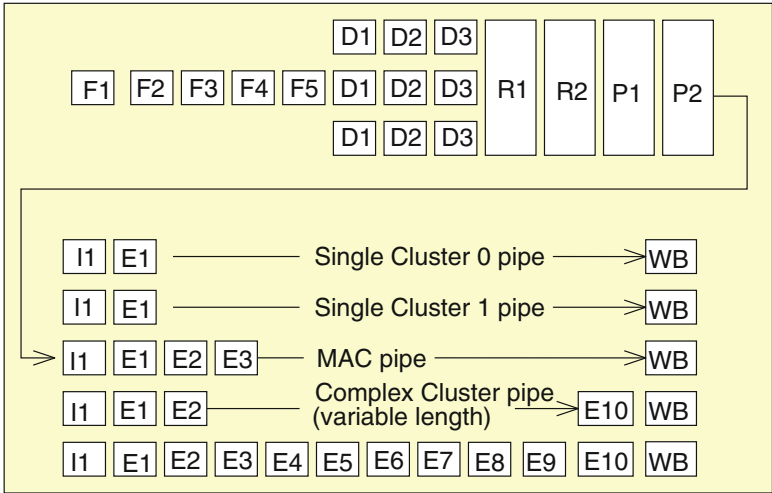 D1 D2 D3
F1 F2 F3 F4 F5 D1 D2 D3 R1 R2 P1 P2
D1 D2 D3
I1 E1 Single Cluster 0 pipe WB
I1 E1 Single Cluster 1 pipe WB
I1 E1 E2 E3 MAC pipe WB
I1 E1 E2 Complex Cluster pipe
(variable length) E10 WB
I1 E1 E2 E3 E4 E5 E6 E7 E8 E9 E10 WB